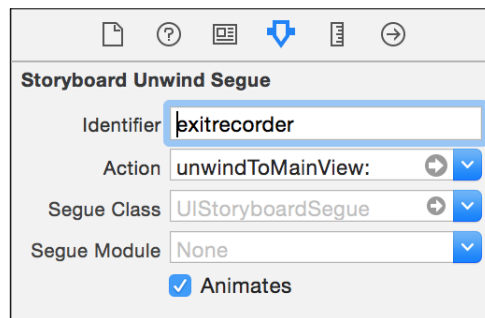 Storyboard Unwind Segue
Identifier exitrecorder
Action unwindToMainView:
Segue Class UIStoryboardSegue
Segue Module None
Animates